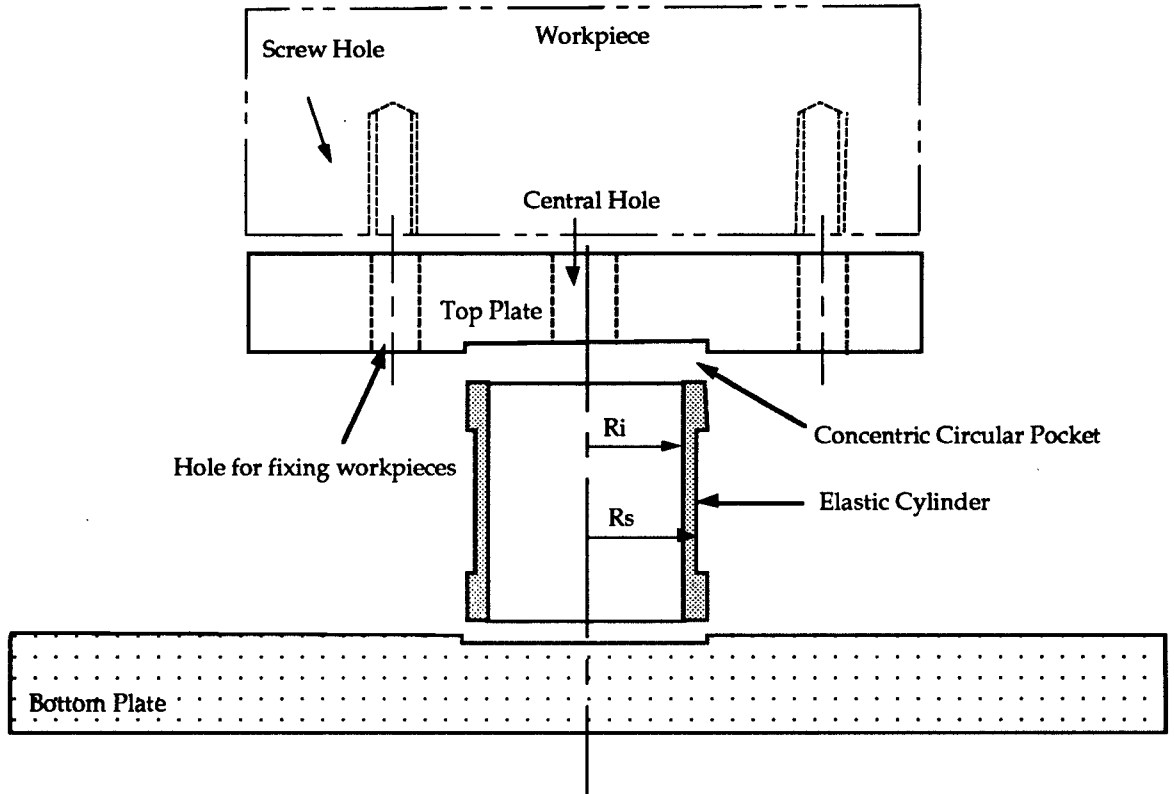 Workpiece
Screw Hole
Central Hole
Top Plate
Ri
Concentric Circular Pocket
Hole for fixing workpieces
Elastic Cylinder
Rs
Bottom Plate